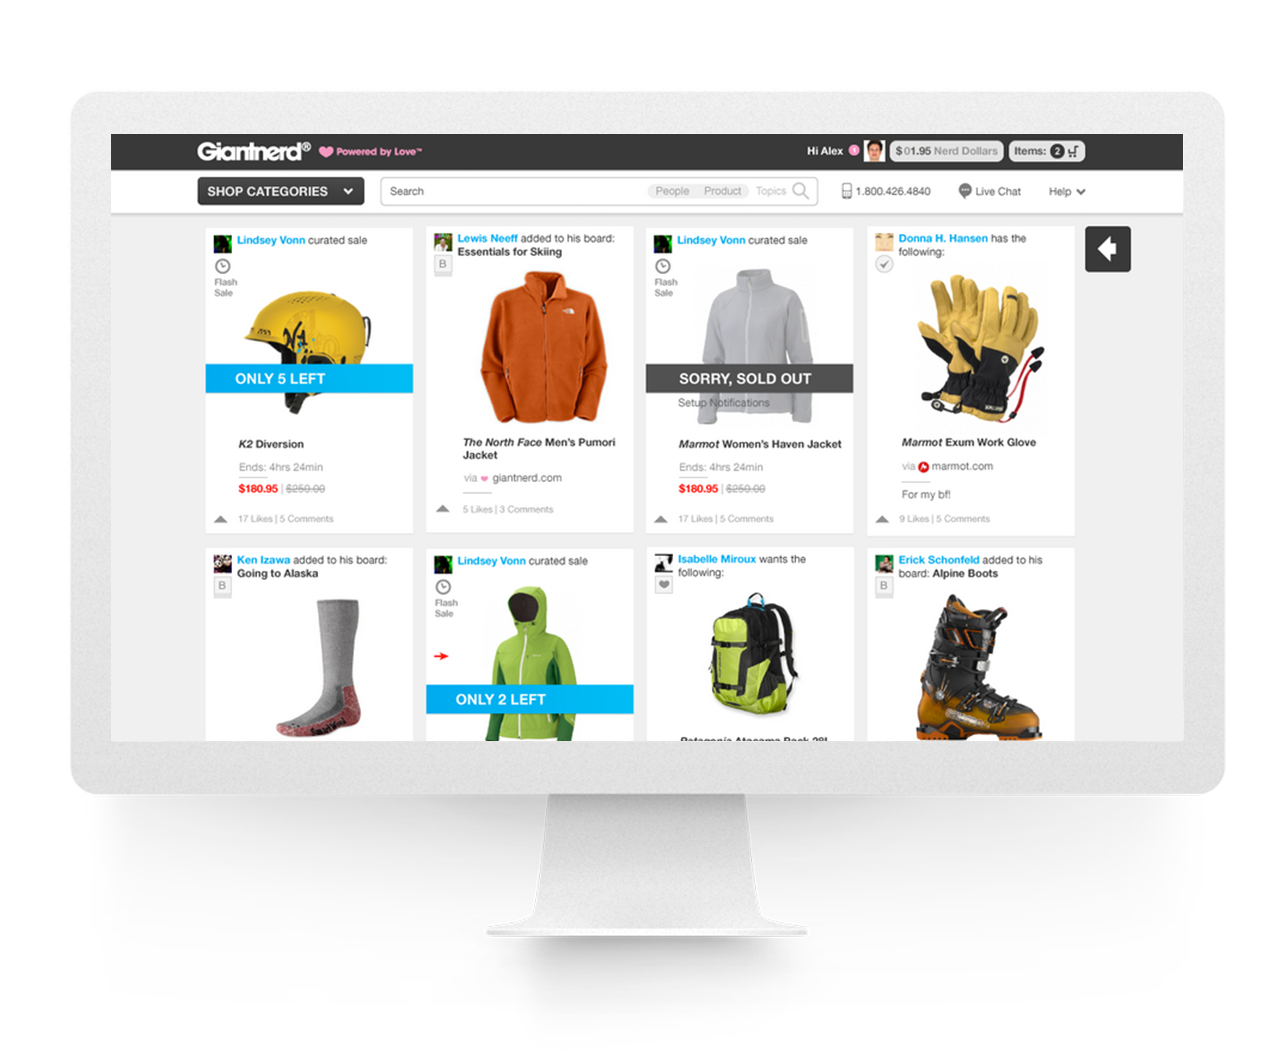 Giantnerd® Powered by Love™
Hi Alex 1 $ 01.95 Nerd Dollars Items: 2
SHOP CATEGORIES Search People Product Topics 1.800.426.4840 Live Chat Help
Lindsey Vonn curated sale
Flash
Sale
ONLY 5 LEFT
K2 Diversion
Ends: 4hrs 24min
$180.95 | $250.00
17 Likes | 5 Comments
Lewis Neeff added to his board:
Essentials for Skiing
B
The North Face Men's Pumori
Jacket
via giantnerd.com
5 Likes | 3 Comments
Lindsey Vonn curated sale
Flash
Sale
SORRY, SOLD OUT
Setup Notifications
Marmot Women's Haven Jacket
Ends: 4hrs 24min
$180.95 | $250.00
17 Likes | 5 Comments
Donna H. Hansen has the
following:
Marmot Exum Work Glove
via marmot.com
For my bf!
9 Likes | 5 Comments
Ken Izawa added to his board:
Going to Alaska
B
Lindsey Vonn curated sale
Flash
Sale
ONLY 2 LEFT
Isabelle Miroux wants the
following:
Patagonia Atacama Pack 28L
Erick Schonfeld added to his
board: Alpine Boots
B